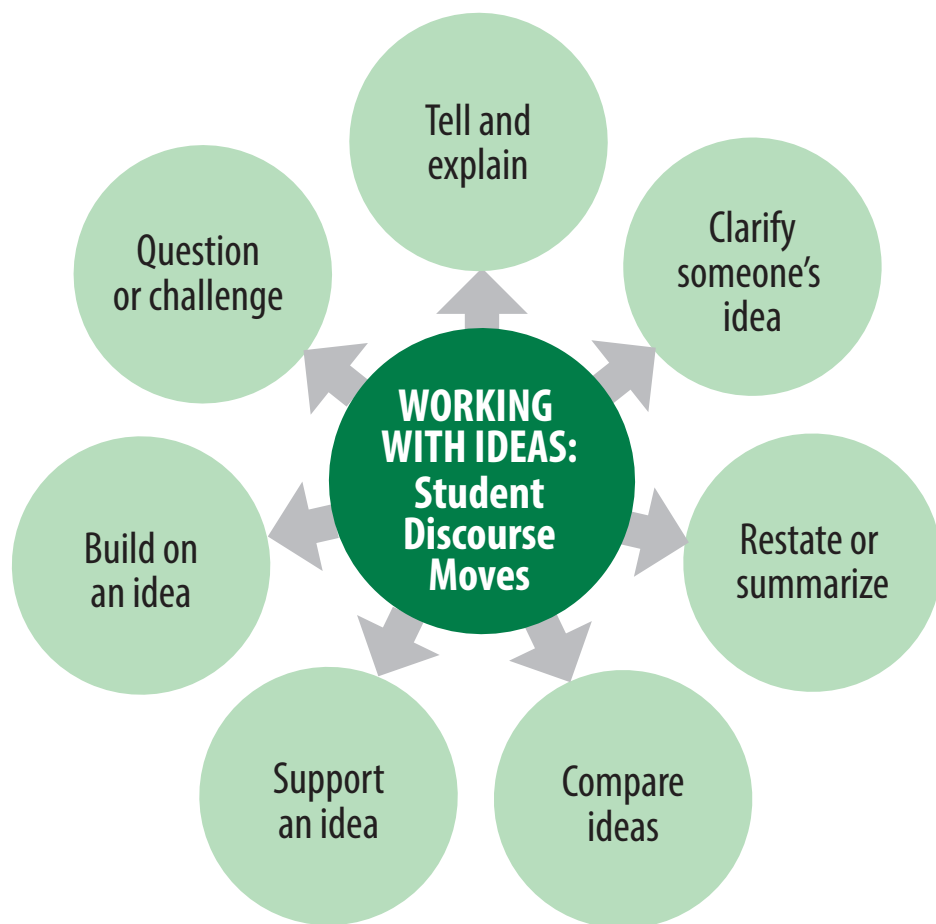 Tell and
explain
Clarify
someone's
idea
Restate or
summarize
Compare
ideas
Support
an idea
Build on
an idea
Question
or challenge
WORKING
WITH IDEAS:
Student
Discourse
Moves